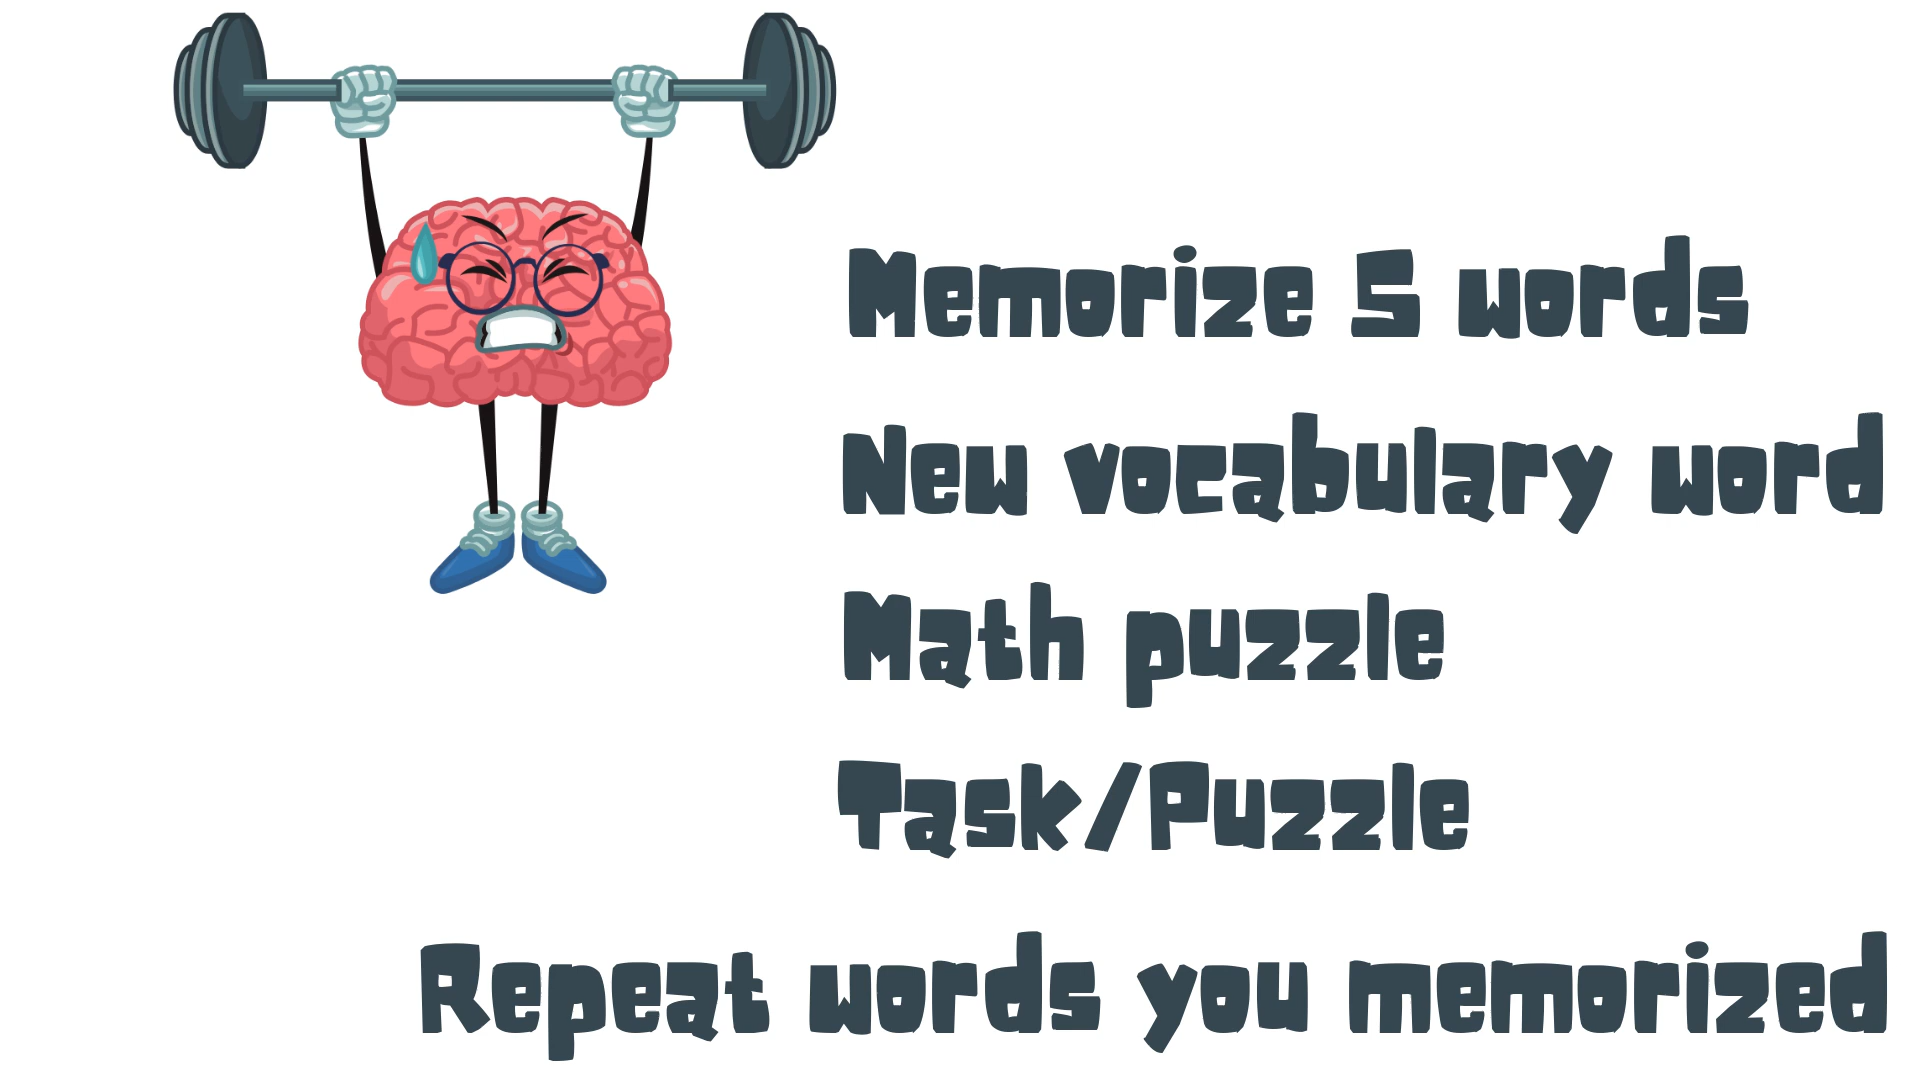 Memorize 5 words
New vocabulary word
Math puzzle
Task/Puzzle
Repeat words you memorized